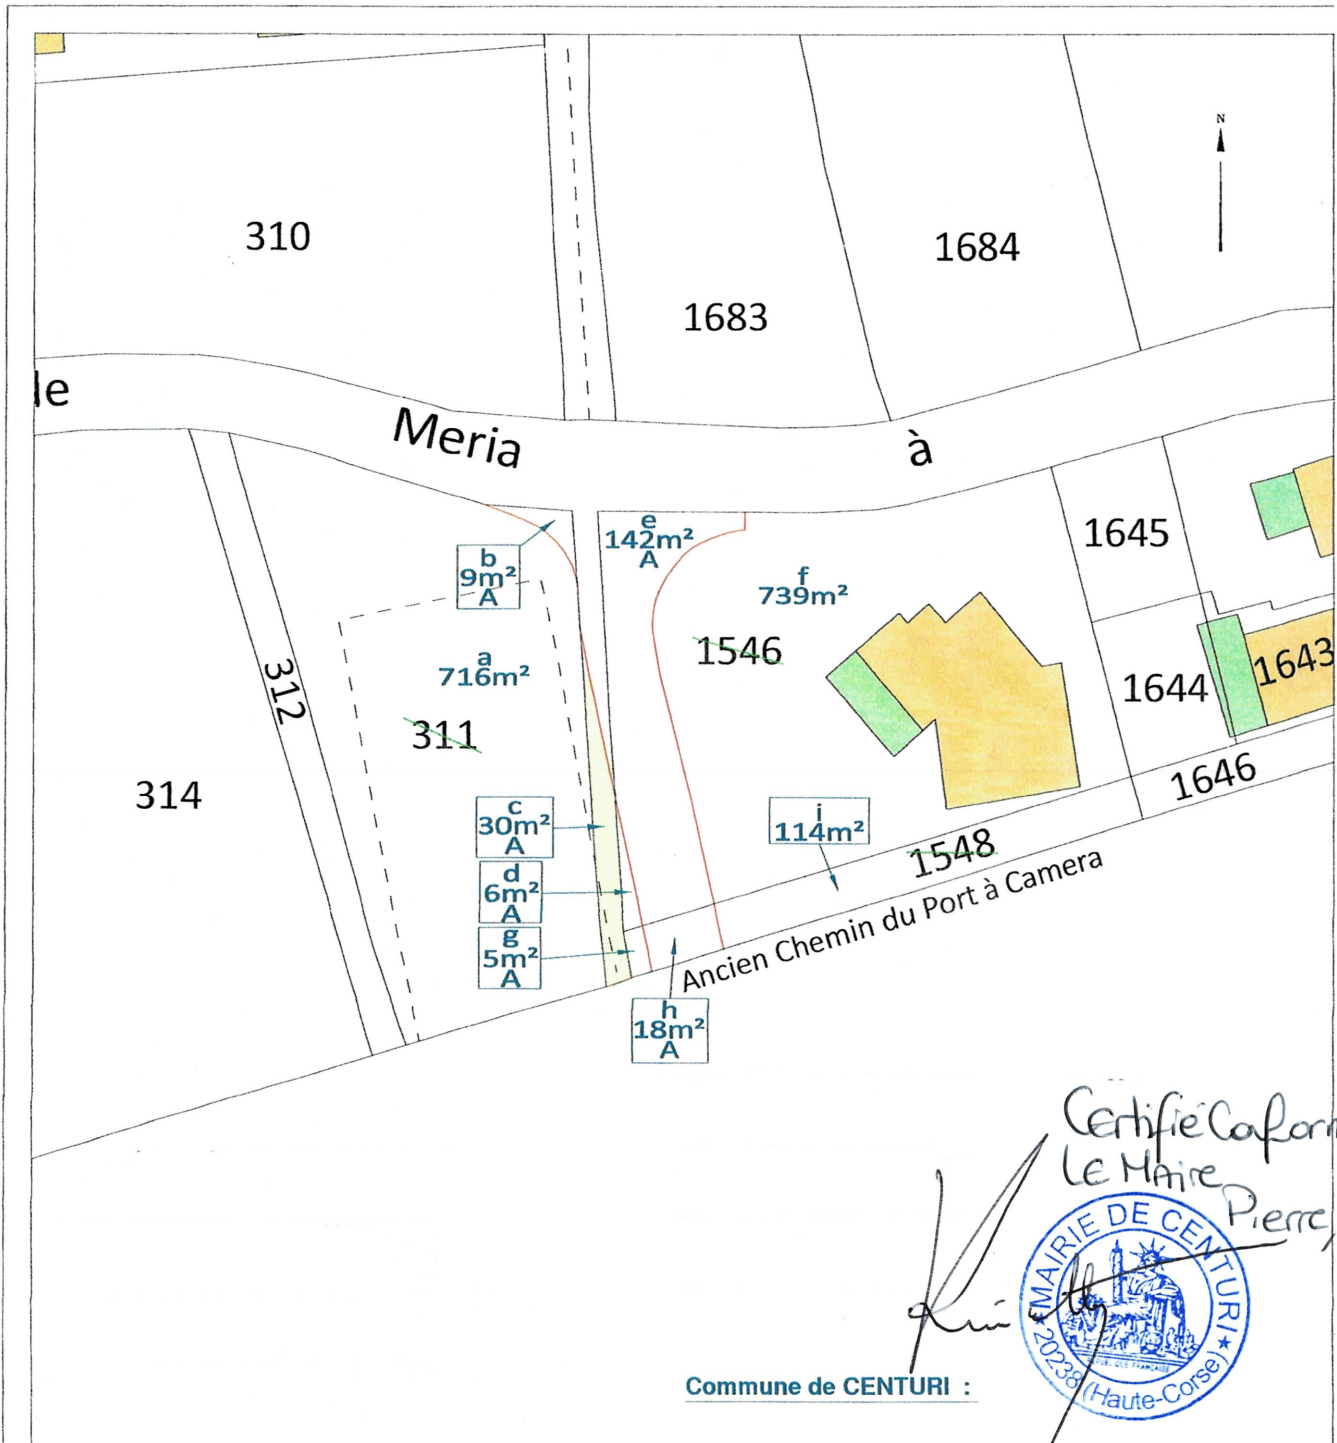 N
310
1684
1683
le
Meria
à
e
142m²
A
1645
b
9m²
A
f
739m²
1546
a
716m²
312
1644
1643
311
314
1646
c
30m²
A
i
114m²
1548
d
6m²
A
Ancien Chemin du Port à Camera
g
5m²
A
h
18m²
A
Certifié
LE Maire
Pierre
MAIRIE DE CENTURI
RÉPUBLIQUE FRANÇAISE
★ 20238 (Haute-Corse) ★
Commune de CENTURI :